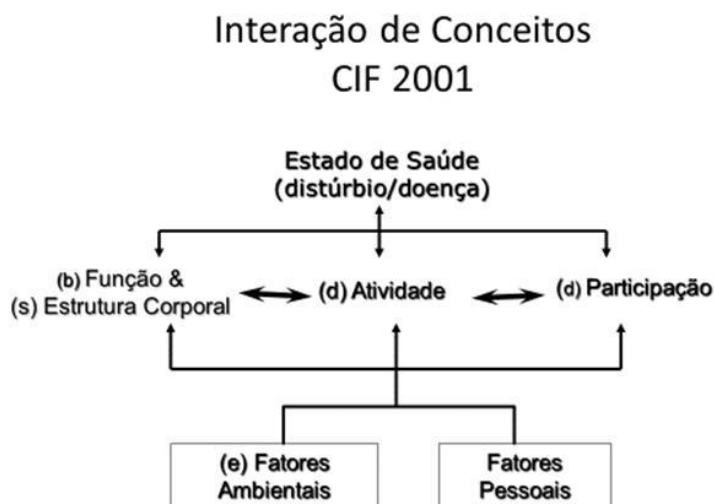 Interação de Conceitos
CIF 2001
Estado de Saúde
(distúrbio/doença)
(b) Função &
(s) Estrutura Corporal
(d) Atividade
(d) Participação
(e) Fatores
Ambientais
Fatores
Pessoais